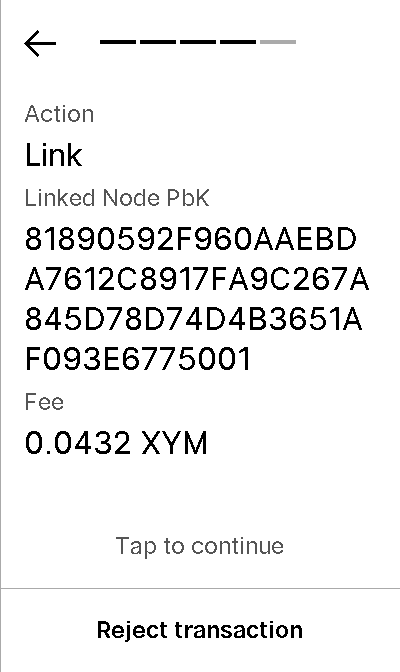 Action
Link
Linked Node PbK
81890592F960AAEBD
A7612C8917FA9C267A
845D78D74D4B3651A
F093E6775001
Fee
0.0432 XYM
Tap to continue
Reject transaction